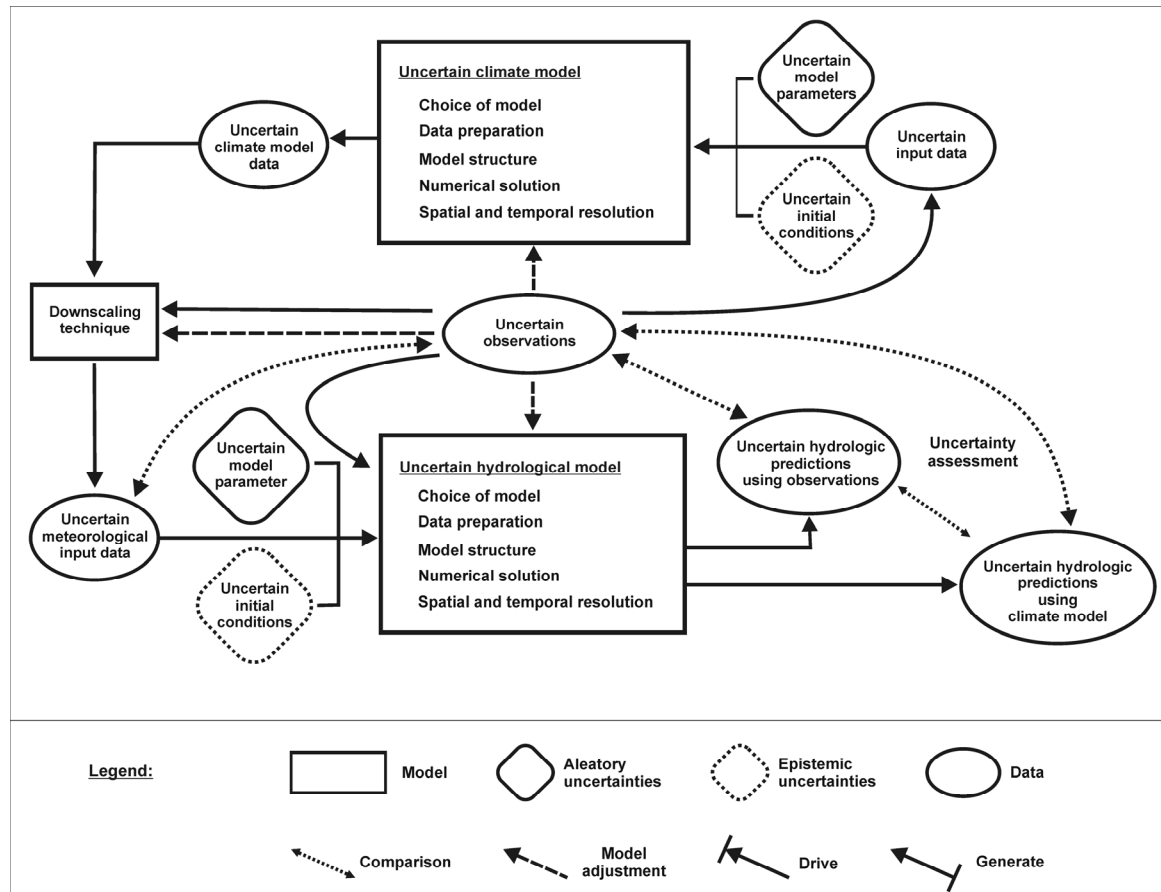 Uncertain climate model
Choice of model
Data preparation
Model structure
Numerical solution
Spatial and temporal resolution
Uncertain
model
parameters
Uncertain
input data
Uncertain
initial
conditions
Uncertain
climate model
data
Downscaling
technique
Uncertain
observations
Uncertain
model
parameter
Uncertain
meteorological
input data
Uncertain
initial
conditions
Uncertain hydrological model
Choice of model
Data preparation
Model structure
Numerical solution
Spatial and temporal resolution
Uncertain hydrologic
predictions
using observations
Uncertainty
assessment
Uncertain hydrologic
predictions
using
climate model
Legend:
Model
Aleatory
uncertainties
Epistemic
uncertainties
Data
Comparison
Model
adjustment
Drive
Generate